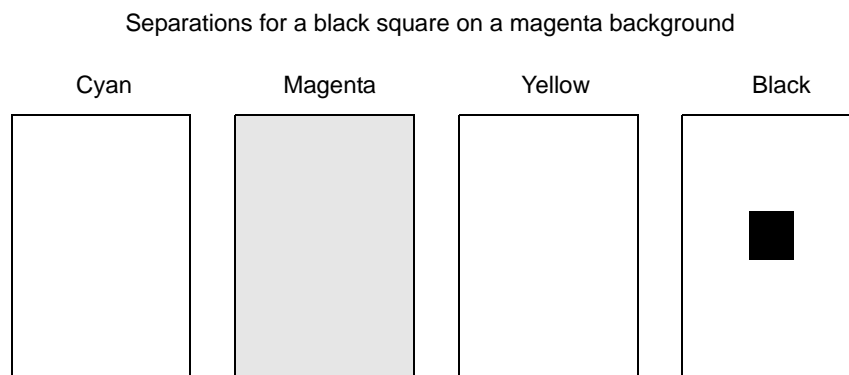 Separations for a black square on a magenta background
Cyan Magenta Yellow Black